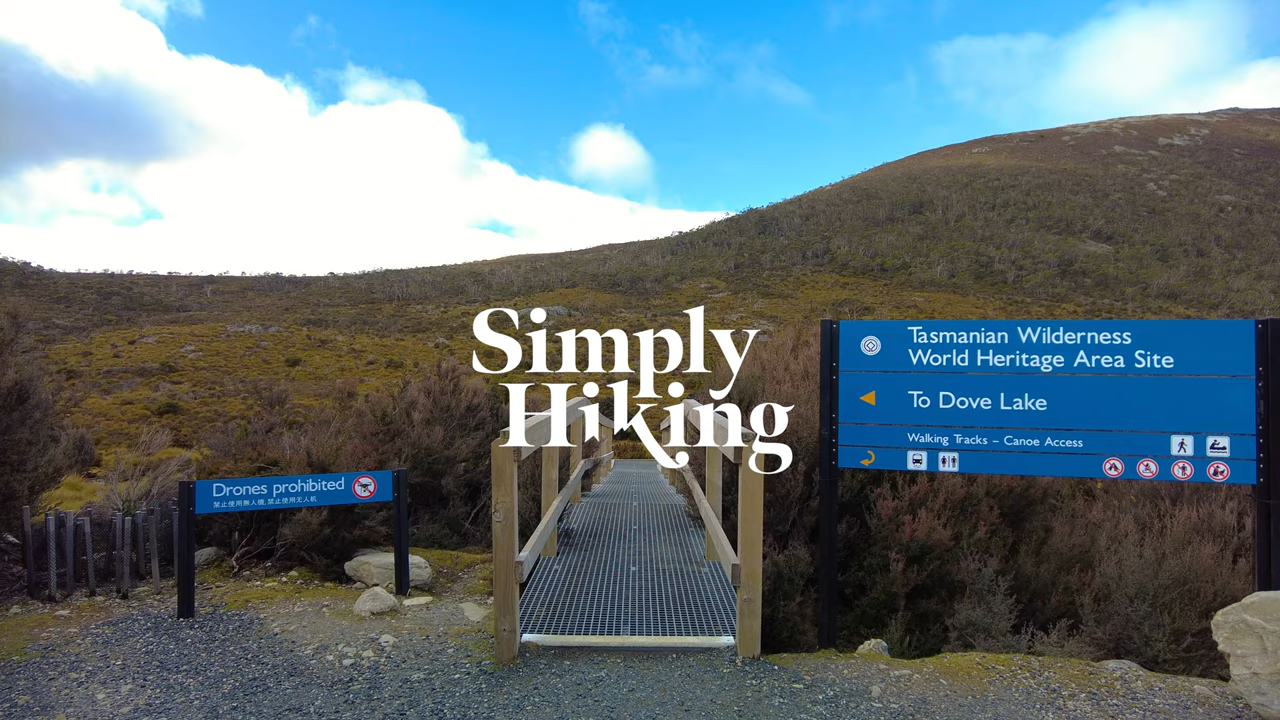 Simply
Hiking
Drones prohibited
禁止使用無人機, 禁止使用无人机
Tasmanian Wilderness
World Heritage Area Site
To Dove Lake
Walking Tracks – Canoe Access